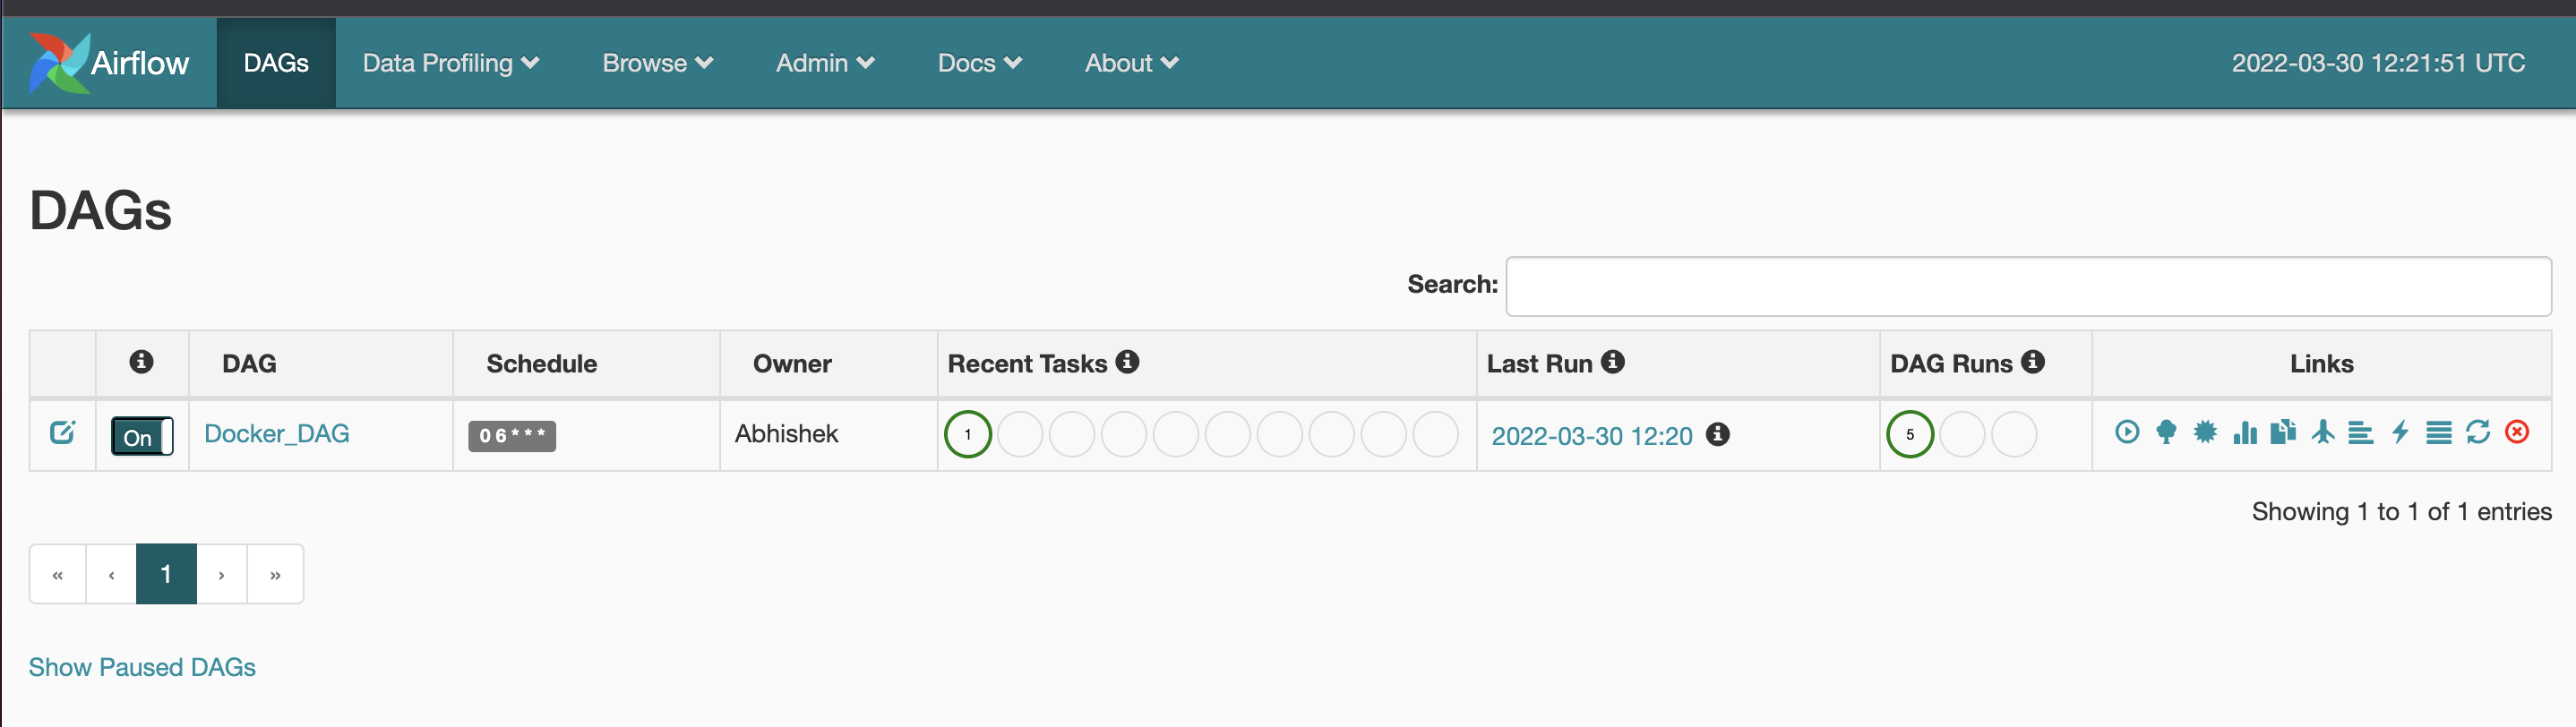 Airflow DAGs Data Profiling Browse Admin Docs About 2022-03-30 12:21:51 UTC
DAGs
Search:
DAG Schedule Owner Recent Tasks Last Run DAG Runs Links
On Docker_DAG 0 6 * * * Abhishek 1 2022-03-30 12:20 5
Showing 1 to 1 of 1 entries
« ‹ 1 › »
Show Paused DAGs